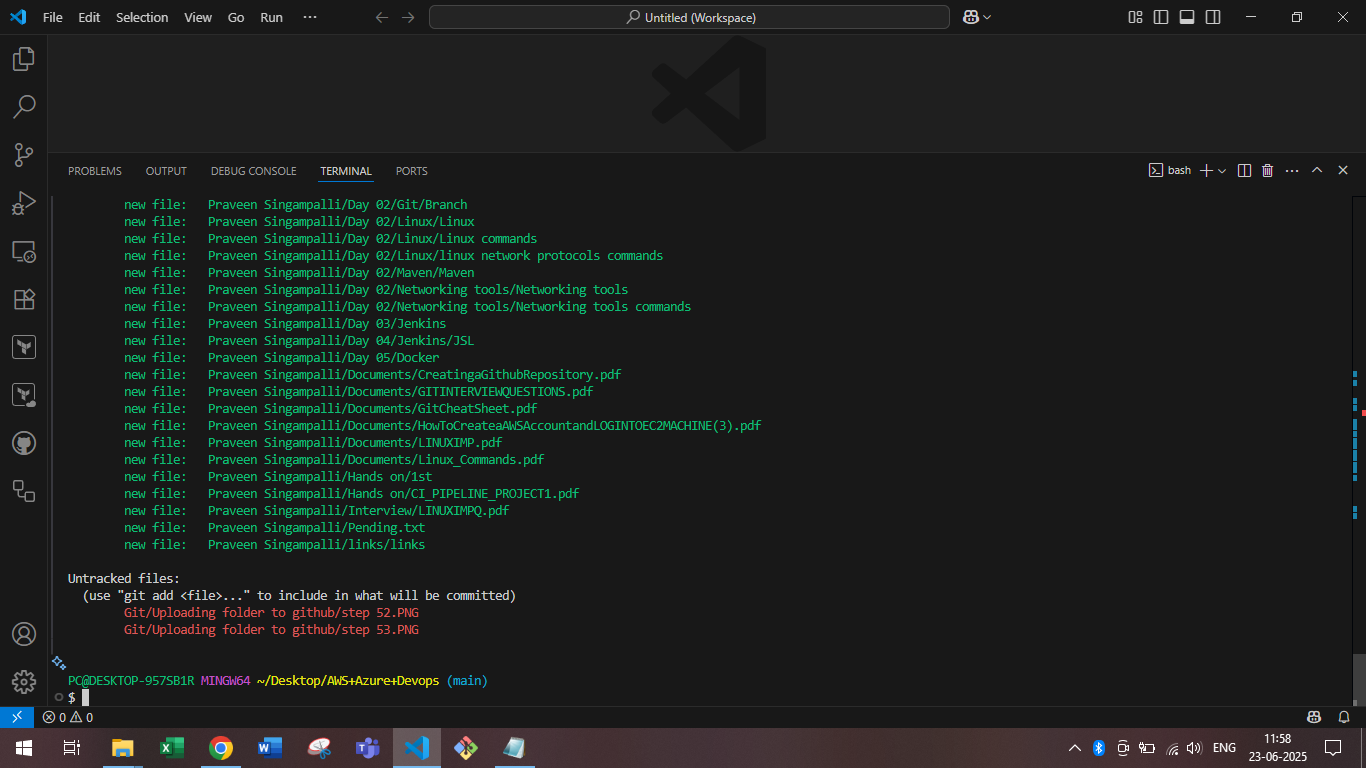 File Edit Selection View Go Run ···
Untitled (Workspace)
PROBLEMS OUTPUT DEBUG CONSOLE TERMINAL PORTS
bash
new file: Praveen Singampalli/Day 02/Git/Branch
new file: Praveen Singampalli/Day 02/Linux/Linux
new file: Praveen Singampalli/Day 02/Linux/Linux commands
new file: Praveen Singampalli/Day 02/Linux/linux network protocols commands
new file: Praveen Singampalli/Day 02/Maven/Maven
new file: Praveen Singampalli/Day 02/Networking tools/Networking tools
new file: Praveen Singampalli/Day 02/Networking tools/Networking tools commands
new file: Praveen Singampalli/Day 03/Jenkins
new file: Praveen Singampalli/Day 04/Jenkins/JSL
new file: Praveen Singampalli/Day 05/Docker
new file: Praveen Singampalli/Documents/CreatingaGithubRepository.pdf
new file: Praveen Singampalli/Documents/GITINTERVIEWQUESTIONS.pdf
new file: Praveen Singampalli/Documents/GitCheatSheet.pdf
new file: Praveen Singampalli/Documents/HowToCreateaAWSAccountandLOGINTOEC2MACHINE(3).pdf
new file: Praveen Singampalli/Documents/LINUXIMP.pdf
new file: Praveen Singampalli/Documents/Linux_Commands.pdf
new file: Praveen Singampalli/Hands on/1st
new file: Praveen Singampalli/Hands on/CI_PIPELINE_PROJECT1.pdf
new file: Praveen Singampalli/Interview/LINUXIMPQ.pdf
new file: Praveen Singampalli/Pending.txt
new file: Praveen Singampalli/links/links
Untracked files:
(use "git add <file>..." to include in what will be committed)
Git/Uploading folder to github/step 52.PNG
Git/Uploading folder to github/step 53.PNG
PC@DESKTOP-957SB1R MINGW64 ~/Desktop/AWS+Azure+Devops (main)
$
0 0
ENG
11:58
23-06-2025